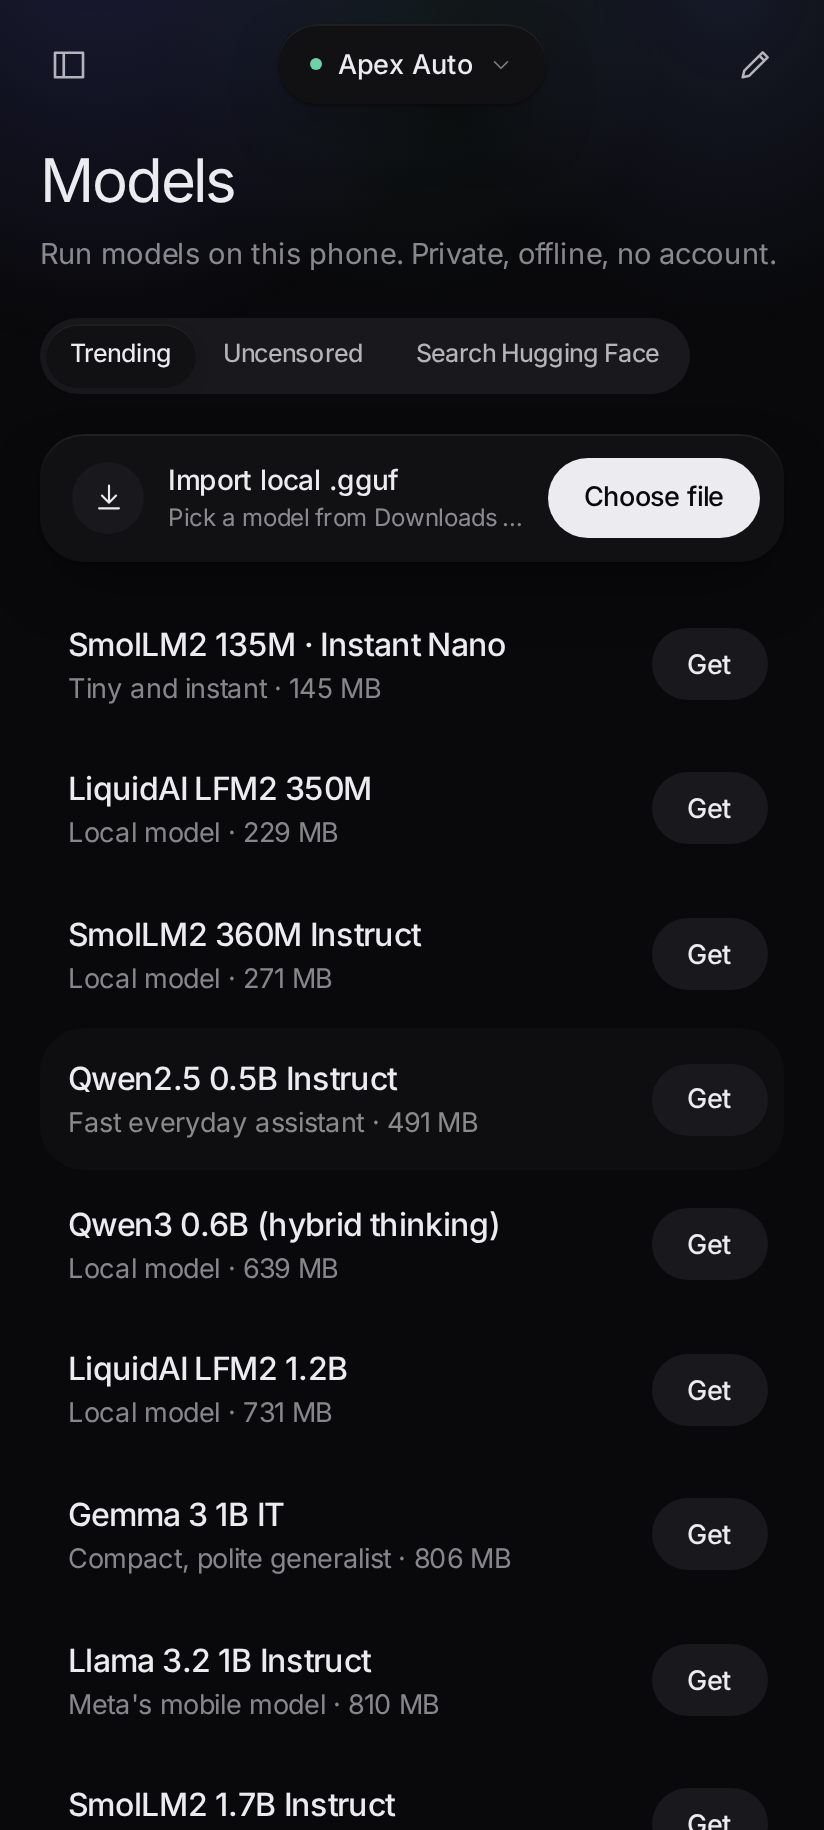 Apex Auto
Models
Run models on this phone. Private, offline, no account.
Trending
Uncensored
Search Hugging Face
Import local .gguf
Pick a model from Downloads ...
Choose file
SmolLM2 135M · Instant Nano
Tiny and instant · 145 MB
Get
LiquidAI LFM2 350M
Local model · 229 MB
Get
SmolLM2 360M Instruct
Local model · 271 MB
Get
Qwen2.5 0.5B Instruct
Fast everyday assistant · 491 MB
Get
Qwen3 0.6B (hybrid thinking)
Local model · 639 MB
Get
LiquidAI LFM2 1.2B
Local model · 731 MB
Get
Gemma 3 1B IT
Compact, polite generalist · 806 MB
Get
Llama 3.2 1B Instruct
Meta's mobile model · 810 MB
Get
SmolLM2 1.7B Instruct
Get